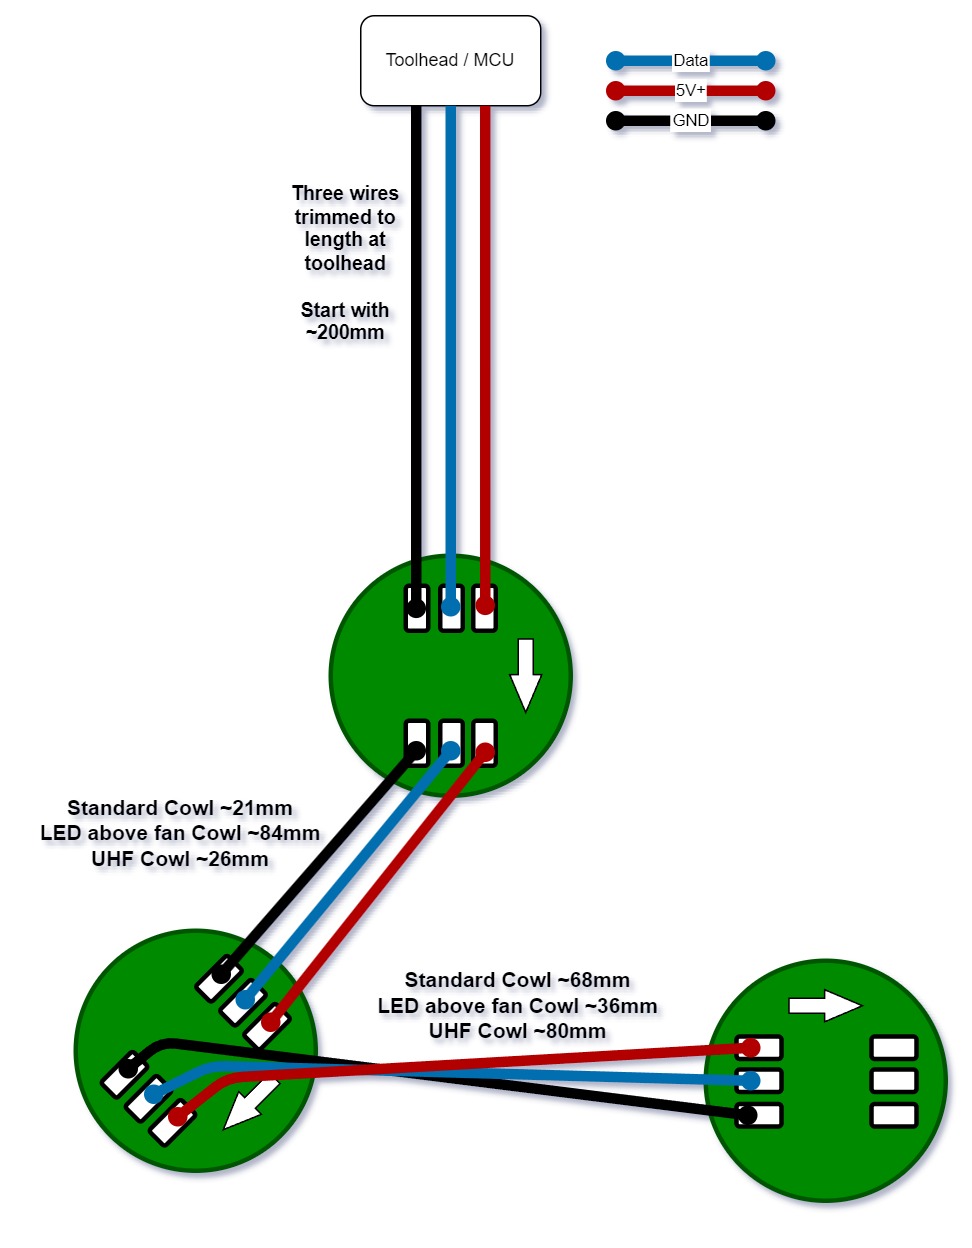 Toolhead / MCU
Data
5V+
GND
Three wires
trimmed to
length at
toolhead
Start with
~200mm
Standard Cowl ~21mm
LED above fan Cowl ~84mm
UHF Cowl ~26mm
Standard Cowl ~68mm
LED above fan Cowl ~36mm
UHF Cowl ~80mm